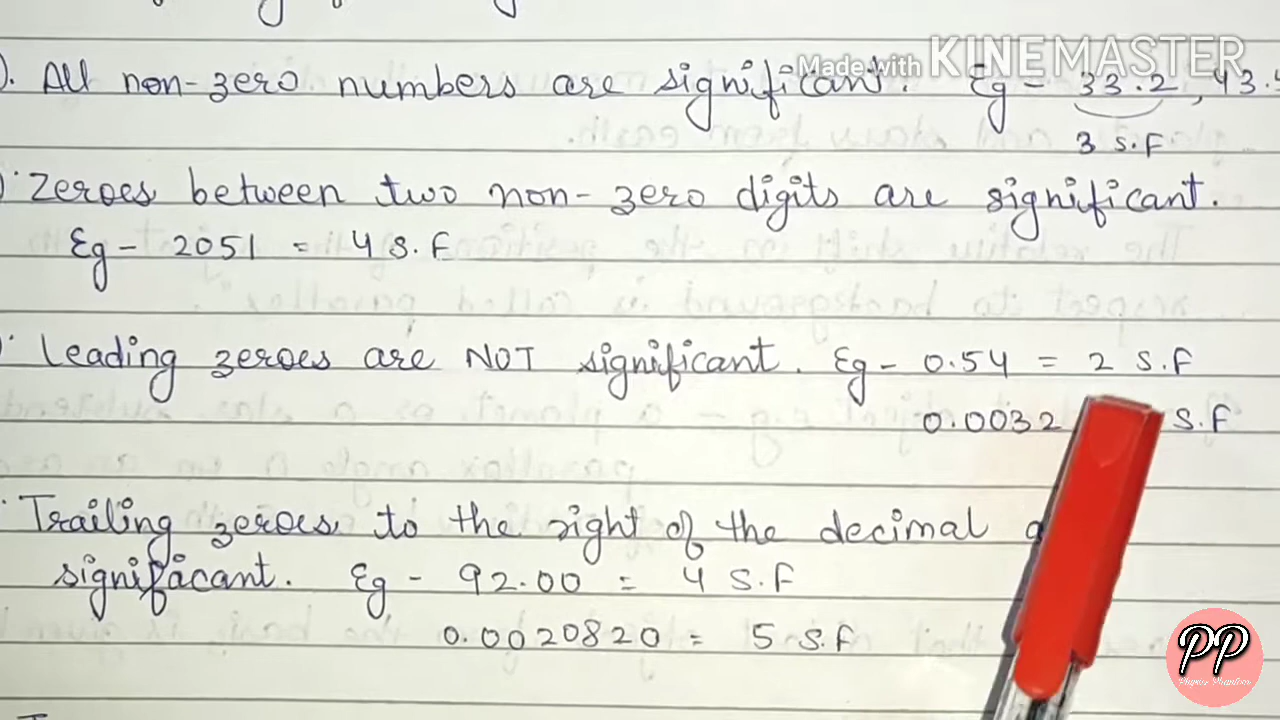 Made with KINEMASTER
). All non-zero numbers are significant. Eg - 33.2, 43.
3 S.F
Zeroes between two non-zero digits are significant.
Eg - 2051 = 4 S.F
Leading zeroes are NOT significant. Eg - 0.54 = 2 S.F
0.0032 S.F
Trailing zeroes to the right of the decimal
significant. Eg - 92.00 = 4 S.F
0.0020820 = 5 S.F
PP